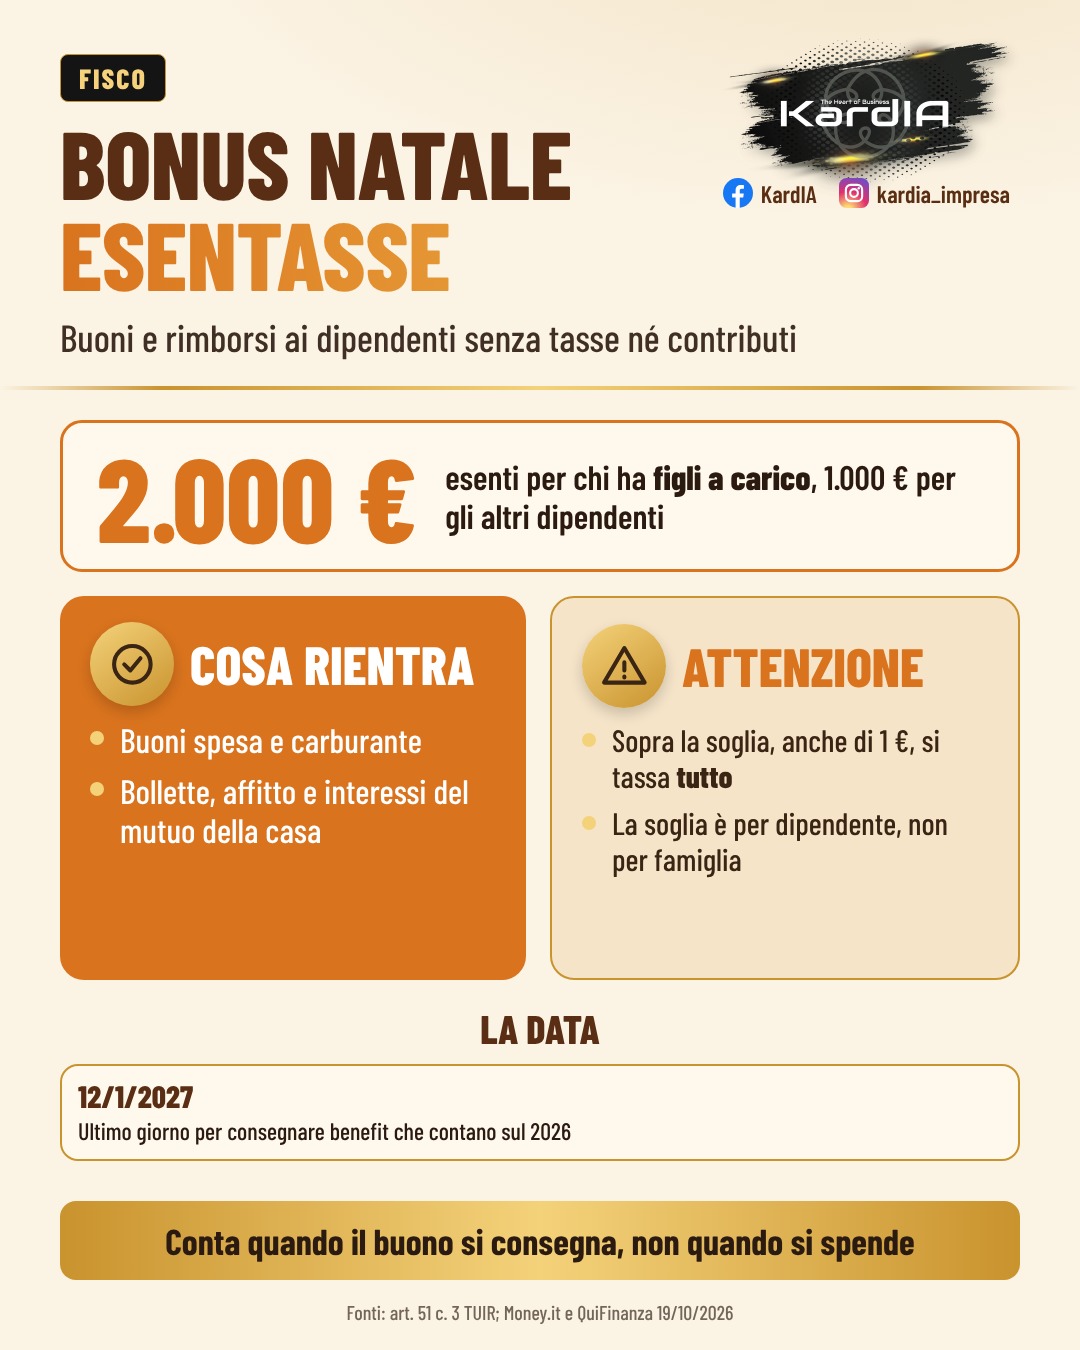 FISCO
BONUS NATALE
ESENTASSE
Buoni e rimborsi ai dipendenti senza tasse né contributi
The Heart of Business
KardIA
KardIA
kardia_impresa
2.000 €
esenti per chi ha figli a carico, 1.000 € per
gli altri dipendenti
COSA RIENTRA
Buoni spesa e carburante
Bollette, affitto e interessi del
mutuo della casa
ATTENZIONE
Sopra la soglia, anche di 1 €, si
tassa tutto
La soglia è per dipendente, non
per famiglia
LA DATA
12/1/2027
Ultimo giorno per consegnare benefit che contano sul 2026
Conta quando il buono si consegna, non quando si spende
Fonti: art. 51 c. 3 TUIR; Money.it e QuiFinanza 19/10/2026